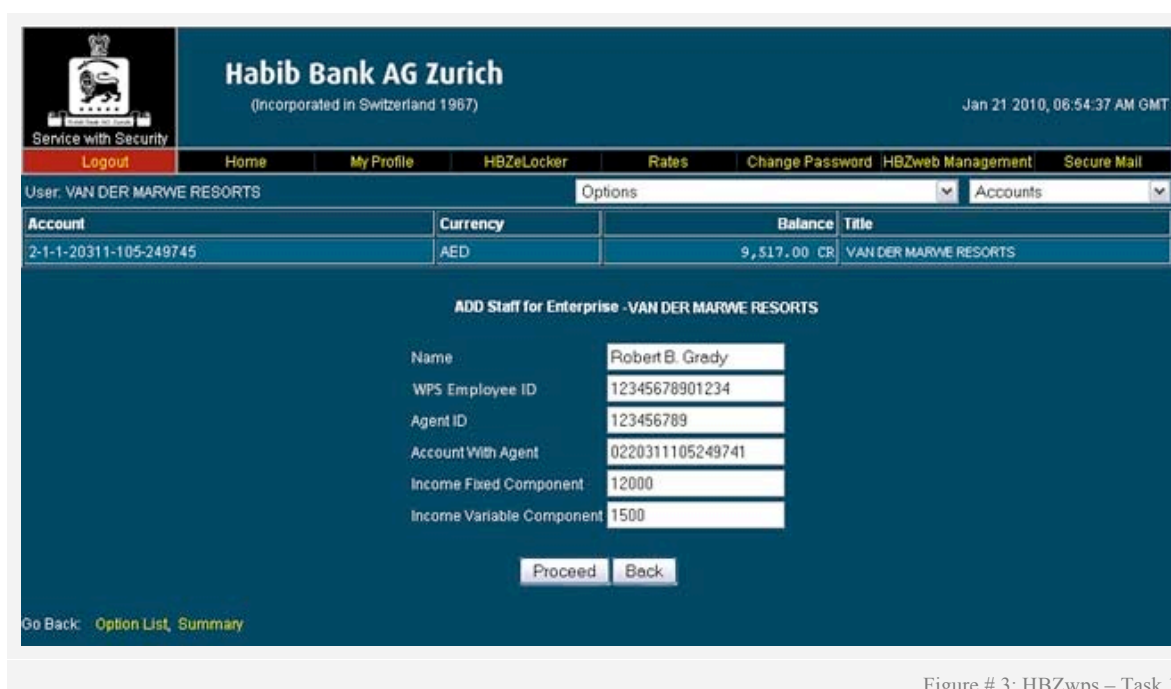 Habib Bank AG Zurich
(Incorporated in Switzerland 1967)
Jan 21 2010, 06:54:37 AM GMT
Service with Security
Logout Home My Profile HBZeLocker Rates Change Password HBZweb Management Secure Mail
User: VAN DER MARWE RESORTS Options Accounts
Account Currency Balance Title
2-1-1-20311-105-249745 AED 9,517.00 CR VAN DER MARWE RESORTS
ADD Staff for Enterprise -VAN DER MARWE RESORTS
Name Robert B. Grady
WPS Employee ID 12345678901234
Agent ID 123456789
Account With Agent 0220311105249741
Income Fixed Component 12000
Income Variable Component 1500
Proceed Back
Go Back: Option List, Summary
Figure # 3: HBZwps – Task